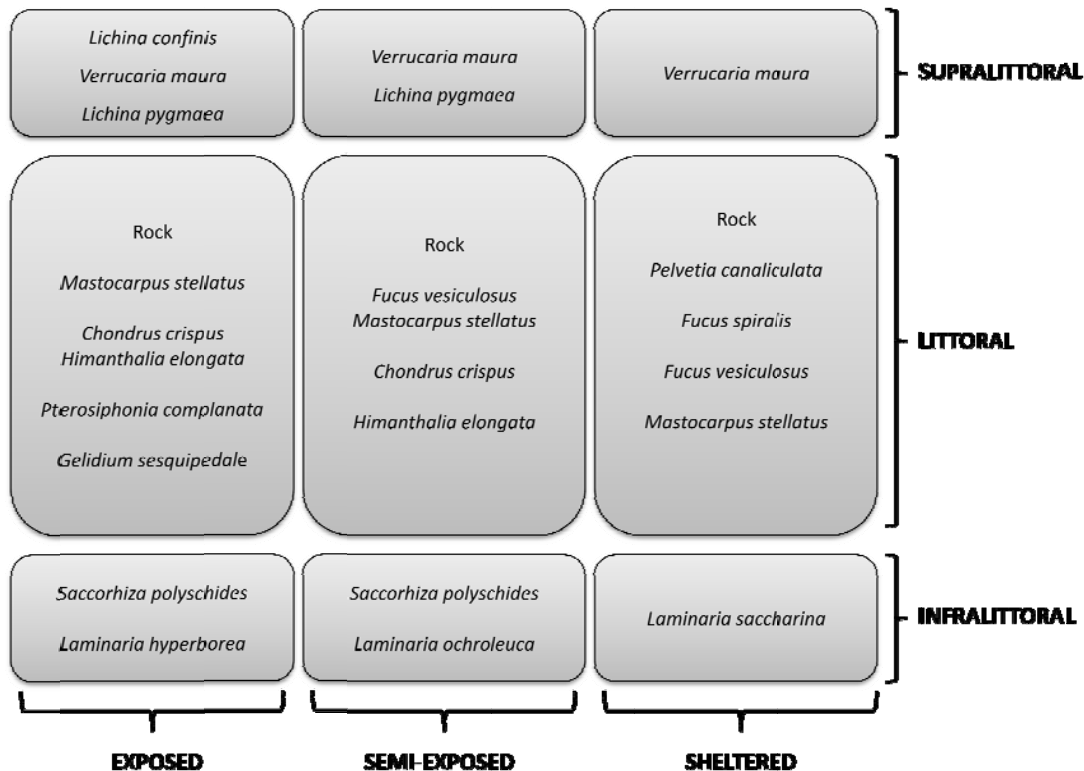 Lichina confinis
Verrucaria maura
Lichina pygmaea
Verrucaria maura
Lichina pygmaea
Verrucaria maura
SUPRALITTORAL
Rock
Mastocarpus stellatus
Chondrus crispus
Himanthalia elongata
Pterosiphonia complanata
Gelidium sesquipedale
Rock
Fucus vesiculosus
Mastocarpus stellatus
Chondrus crispus
Himanthalia elongata
Rock
Pelvetia canaliculata
Fucus spiralis
Fucus vesiculosus
Mastocarpus stellatus
LITTORAL
Saccorhiza polyschides
Laminaria hyperborea
Saccorhiza polyschides
Laminaria ochroleuca
Laminaria saccharina
INFRALITTORAL
EXPOSED
SEMI-EXPOSED
SHELTERED